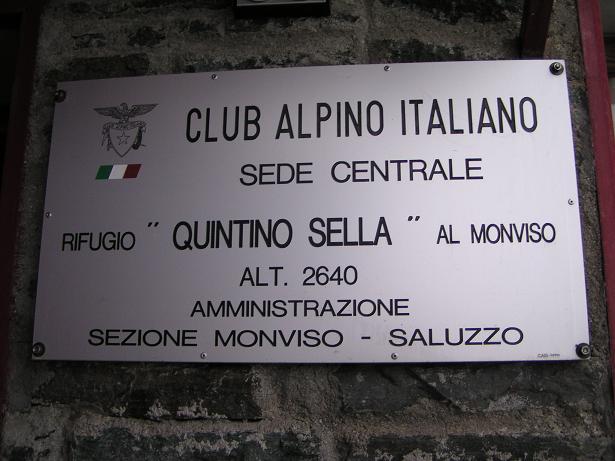 CLUB ALPINO ITALIANO
SEDE CENTRALE
RIFUGIO " QUINTINO SELLA " AL MONVISO
ALT. 2640
AMMINISTRAZIONE
SEZIONE MONVISO - SALUZZO